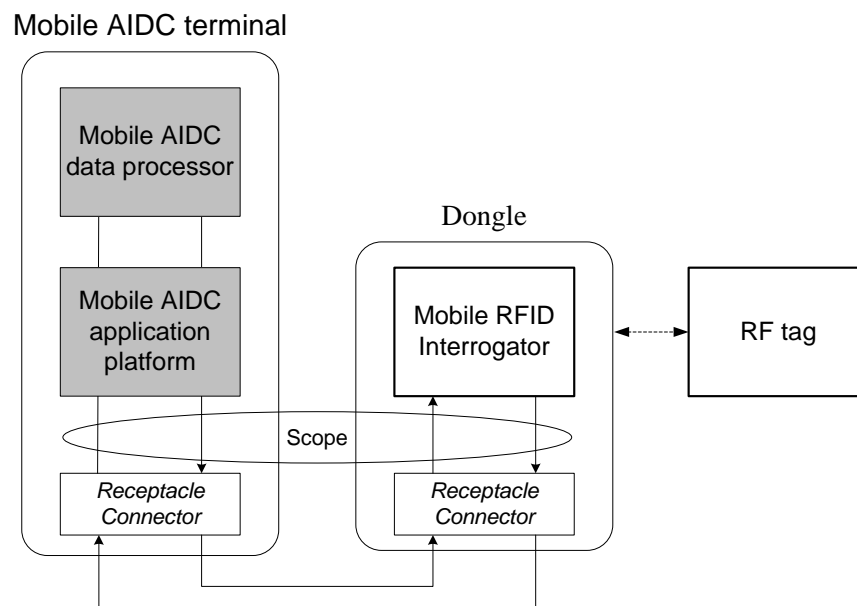 Mobile AIDC terminal
Mobile AIDC
data processor
Mobile AIDC
application
platform
Receptacle
Connector
Scope
Dongle
Mobile RFID
Interrogator
Receptacle
Connector
RF tag